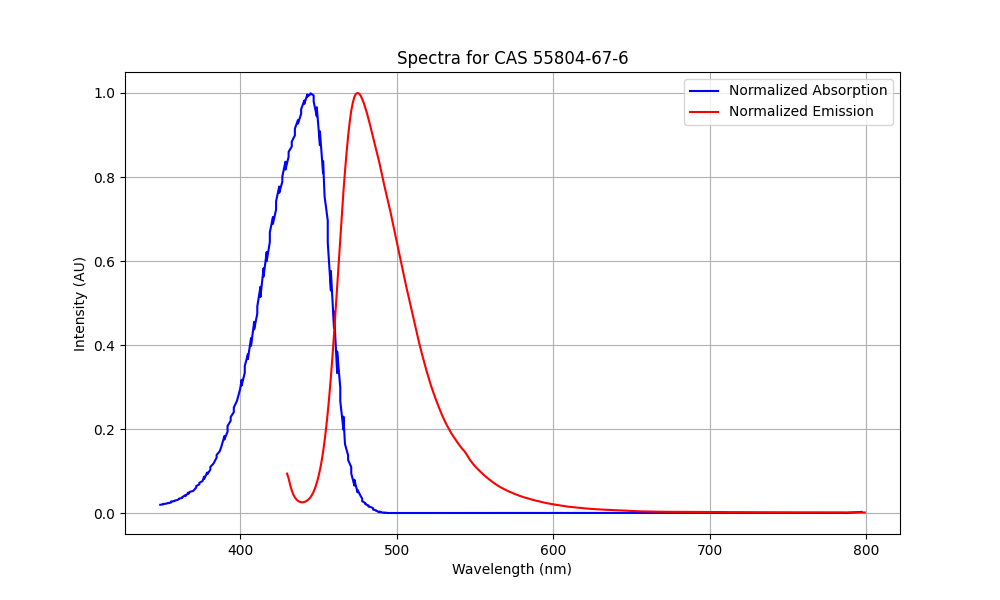 Spectra for CAS 55804-67-6
Normalized Absorption
Normalized Emission
Intensity (AU)
1.0
0.8
0.6
0.4
0.2
0.0
400 500 600 700 800
Wavelength (nm)